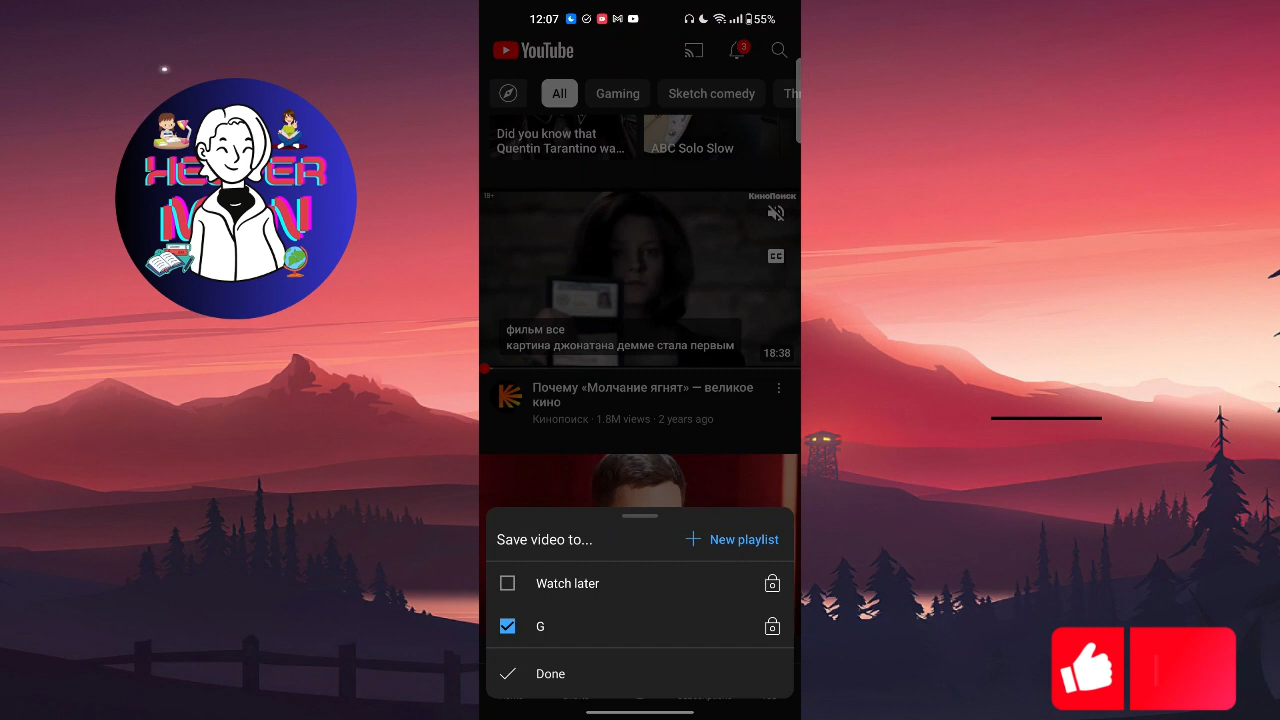 12:07
55%
YouTube
3
All
Gaming
Sketch comedy
Did you know that
Quentin Tarantino wa...
ABC Solo Slow
18+
КиноПоиск
CC
фильм все
картина джонатана демме стала первым
18:38
Почему «Молчание ягнят» — великое
кино
Кинопоиск · 1.8M views · 2 years ago
Save video to...
New playlist
Watch later
G
Done